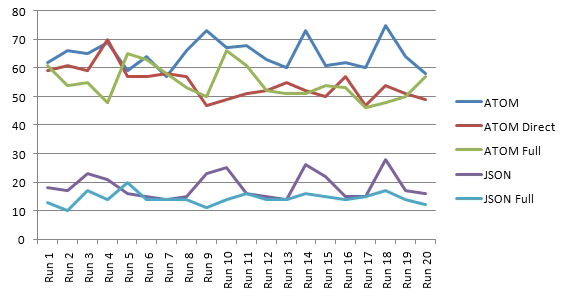 80
70
60
50
40
30
20
10
0
Run 1
Run 2
Run 3
Run 4
Run 5
Run 6
Run 7
Run 8
Run 9
Run 10
Run 11
Run 12
Run 13
Run 14
Run 15
Run 16
Run 17
Run 18
Run 19
Run 20
ATOM
ATOM Direct
ATOM Full
JSON
JSON Full